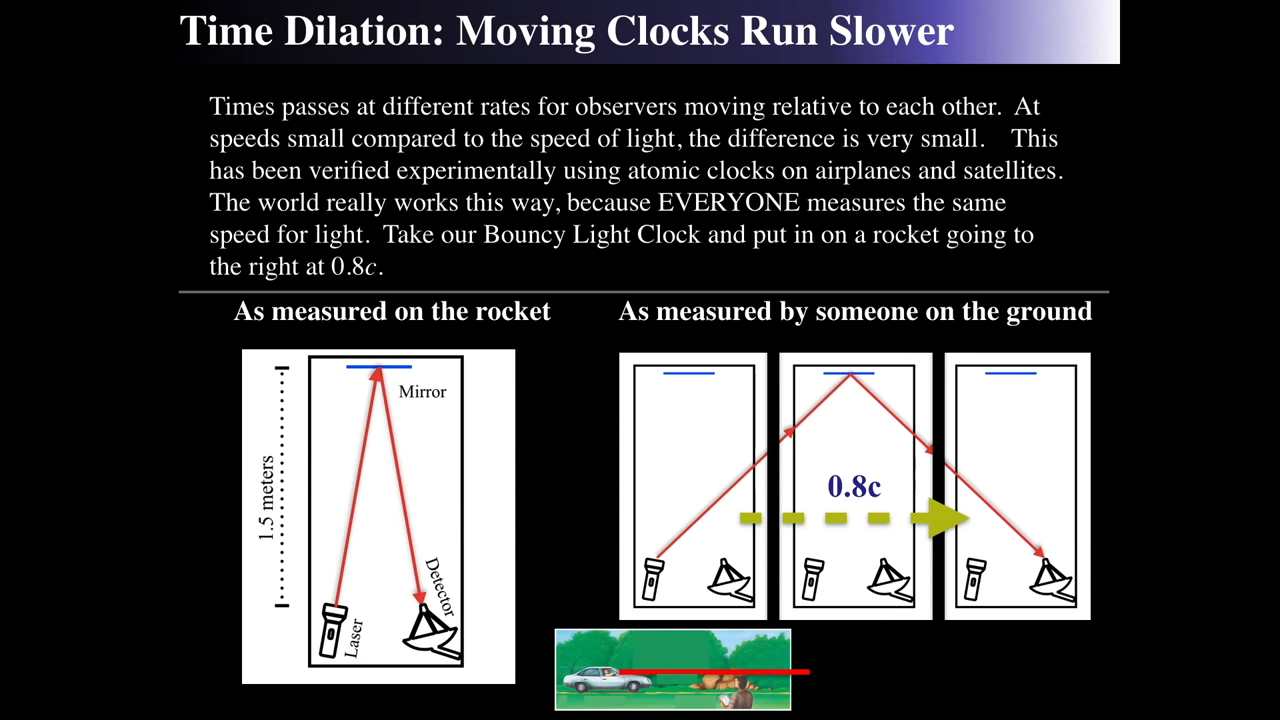 Time Dilation: Moving Clocks Run Slower
Times passes at different rates for observers moving relative to each other. At
speeds small compared to the speed of light, the difference is very small. This
has been verified experimentally using atomic clocks on airplanes and satellites.
The world really works this way, because EVERYONE measures the same
speed for light. Take our Bouncy Light Clock and put in on a rocket going to
the right at 0.8c.
As measured on the rocket
As measured by someone on the ground
Mirror
1.5 meters
Detector
Laser
0.8c